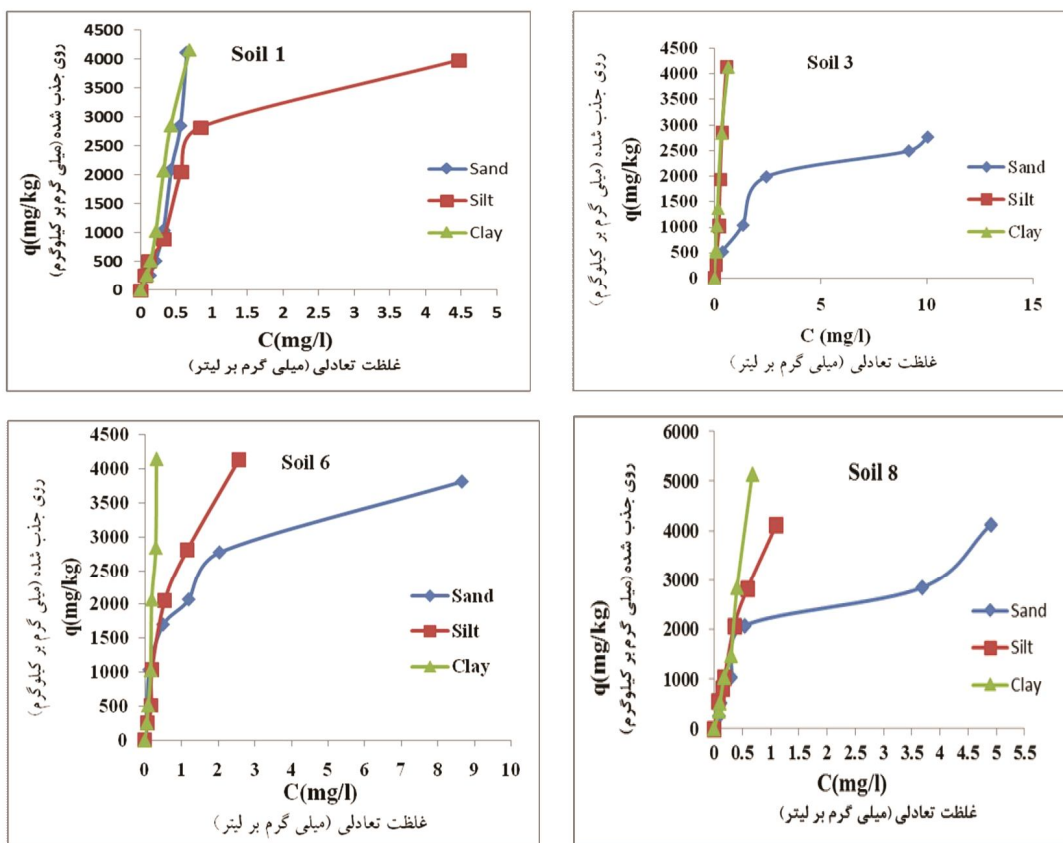 Soil 1
q(mg/kg)
روی جذب شده (میلی گرم بر کیلوگرم)
4500
4000
3500
3000
2500
2000
1500
1000
500
0
0 0.5 1 1.5 2 2.5 3 3.5 4 4.5 5
C(mg/l)
غلظت تعادلی (میلی گرم بر لیتر)
Sand
Silt
Clay
Soil 3
q(mg/kg)
روی جذب شده (میلی گرم بر کیلوگرم)
4500
4000
3500
3000
2500
2000
1500
1000
500
0
0 5 10 15
C (mg/l)
غلظت تعادلی (میلی گرم بر لیتر)
Sand
Silt
Clay
Soil 6
q(mg/kg)
روی جذب شده (میلی گرم بر کیلوگرم)
4500
4000
3500
3000
2500
2000
1500
1000
500
0
0 1 2 3 4 5 6 7 8 9 10
C(mg/l)
غلظت تعادلی (میلی گرم بر لیتر)
Sand
Silt
Clay
Soil 8
q(mg/kg)
روی جذب شده (میلی گرم بر کیلوگرم)
6000
5000
4000
3000
2000
1000
0
0 0.5 1 1.5 2 2.5 3 3.5 4 4.5 5 5.5
C(mg/l)
غلظت تعادلی (میلی گرم بر لیتر)
Sand
Silt
Clay